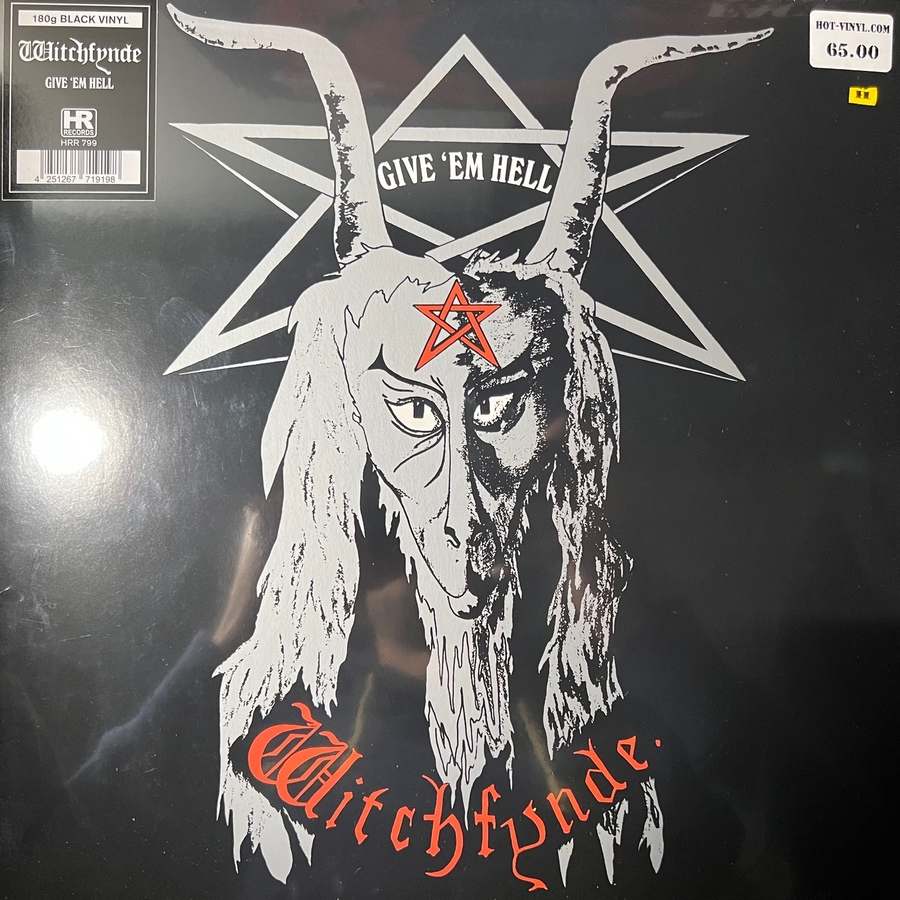 180g BLACK VINYL
Witchfynde
GIVE 'EM HELL
HR
RECORDS
HRR 799
4 251267 719198
HOT-VINYL.COM
65.00
GIVE 'EM HELL
Witchfynde.